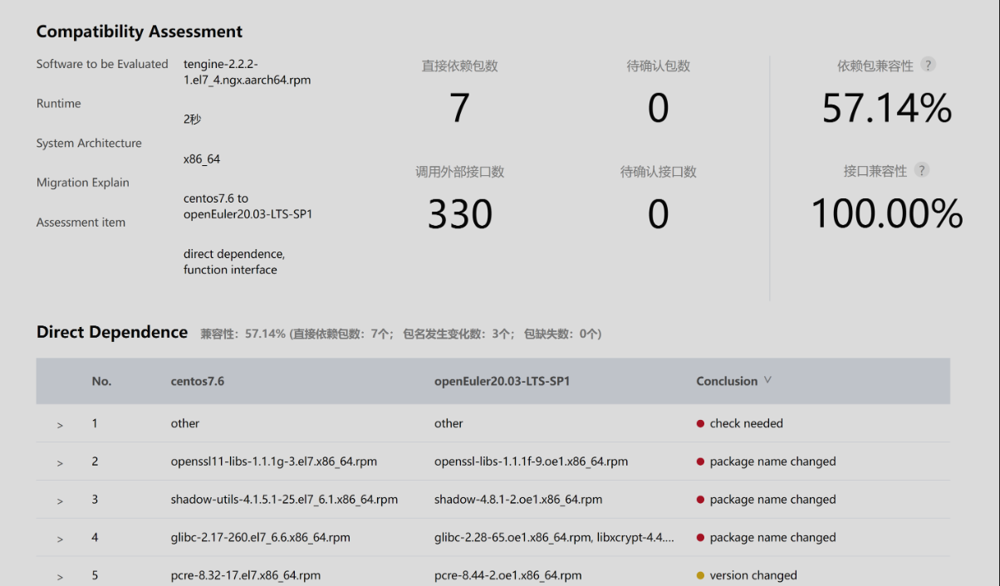 Compatibility Assessment
Software to be Evaluated
tengine-2.2.2-
1.el7_4.ngx.aarch64.rpm
Runtime
2秒
System Architecture
x86_64
Migration Explain
centos7.6 to
openEuler20.03-LTS-SP1
Assessment item
direct dependence,
function interface
直接依赖包数
7
待确认包数
0
依赖包兼容性 ?
57.14%
调用外部接口数
330
待确认接口数
0
接口兼容性 ?
100.00%
Direct Dependence 兼容性：57.14% (直接依赖包数：7个； 包名发生变化数：3个； 包缺失数：0个)
No. centos7.6 openEuler20.03-LTS-SP1 Conclusion
> 1 other other check needed
> 2 openssl11-libs-1.1.1g-3.el7.x86_64.rpm openssl-libs-1.1.1f-9.oe1.x86_64.rpm package name changed
> 3 shadow-utils-4.1.5.1-25.el7_6.1.x86_64.rpm shadow-4.8.1-2.oe1.x86_64.rpm package name changed
> 4 glibc-2.17-260.el7_6.6.x86_64.rpm glibc-2.28-65.oe1.x86_64.rpm, libxcrypt-4.4.... package name changed
> 5 pcre-8.32-17.el7.x86_64.rpm pcre-8.44-2.oe1.x86_64.rpm version changed